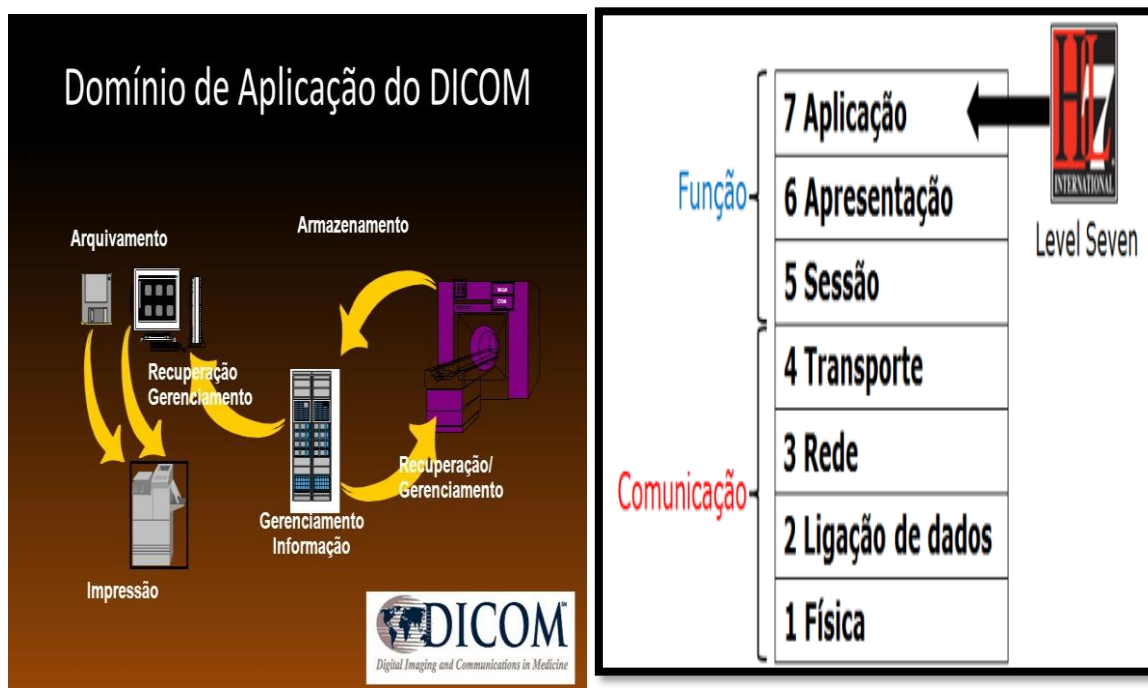 Domínio de Aplicação do DICOM
Arquivamento
Armazenamento
Recuperação
Gerenciamento
Recuperação/
Gerenciamento
Gerenciamento
Informação
Impressão
DICOM
Digital Imaging and Communications in Medicine
Função
Comunicação
7 Aplicação
6 Apresentação
5 Sessão
4 Transporte
3 Rede
2 Ligação de dados
1 Física
HL7
INTERNATIONAL
Level Seven